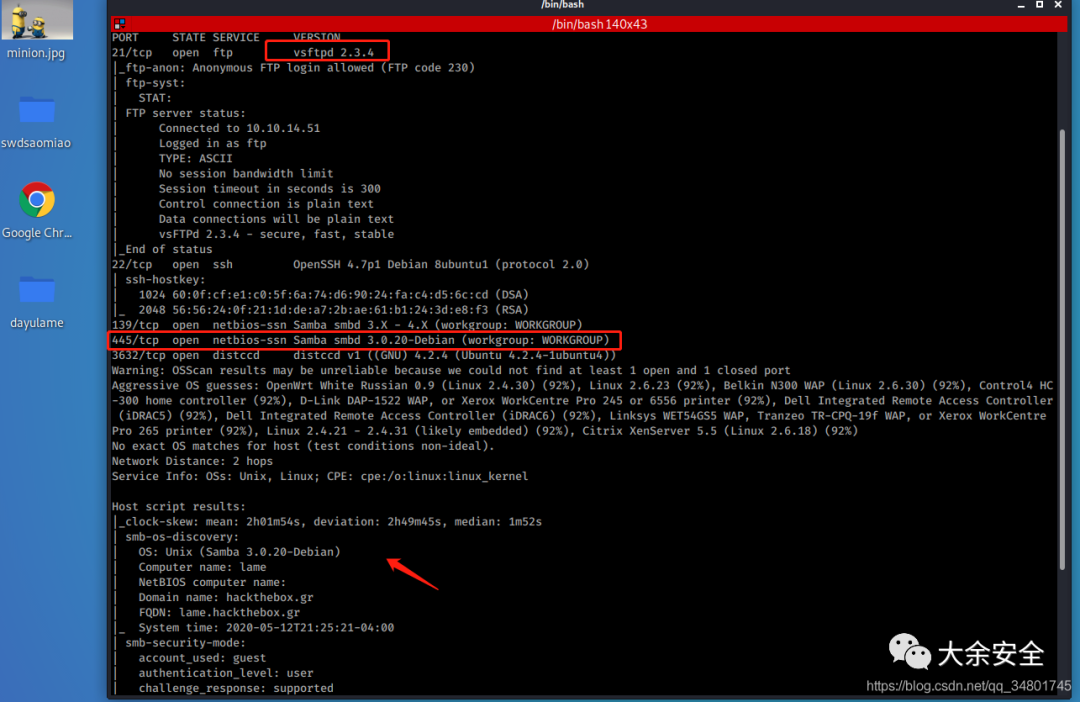 /bin/bash
/bin/bash 140x43
minion.jpg
swdsaomiao
Google Chr...
dayulame
PORT     STATE SERVICE     VERSION
21/tcp   open  ftp         vsftpd 2.3.4
|_ftp-anon: Anonymous FTP login allowed (FTP code 230)
| ftp-syst:
|   STAT:
| FTP server status:
|      Connected to 10.10.14.51
|      Logged in as ftp
|      TYPE: ASCII
|      No session bandwidth limit
|      Session timeout in seconds is 300
|      Control connection is plain text
|      Data connections will be plain text
|      vsFTPd 2.3.4 - secure, fast, stable
|_End of status
22/tcp   open  ssh         OpenSSH 4.7p1 Debian 8ubuntu1 (protocol 2.0)
| ssh-hostkey:
|   1024 60:0f:cf:e1:c0:5f:6a:74:d6:90:24:fa:c4:d5:6c:cd (DSA)
|_  2048 56:56:24:0f:21:1d:de:a7:2b:ae:61:b1:24:3d:e8:f3 (RSA)
139/tcp  open  netbios-ssn Samba smbd 3.X - 4.X (workgroup: WORKGROUP)
445/tcp  open  netbios-ssn Samba smbd 3.0.20-Debian (workgroup: WORKGROUP)
3632/tcp open  distccd     distccd v1 ((GNU) 4.2.4 (Ubuntu 4.2.4-1ubuntu4))
Warning: OSScan results may be unreliable because we could not find at least 1 open and 1 closed port
Aggressive OS guesses: OpenWrt White Russian 0.9 (Linux 2.4.30) (92%), Linux 2.6.23 (92%), Belkin N300 WAP (Linux 2.6.30) (92%), Control4 HC
-300 home controller (92%), D-Link DAP-1522 WAP, or Xerox WorkCentre Pro 245 or 6556 printer (92%), Dell Integrated Remote Access Controller
 (iDRAC5) (92%), Dell Integrated Remote Access Controller (iDRAC6) (92%), Linksys WET54GS5 WAP, Tranzeo TR-CPQ-19f WAP, or Xerox WorkCentre
Pro 265 printer (92%), Linux 2.4.21 - 2.4.31 (likely embedded) (92%), Citrix XenServer 5.5 (Linux 2.6.18) (92%)
No exact OS matches for host (test conditions non-ideal).
Network Distance: 2 hops
Service Info: OSs: Unix, Linux; CPE: cpe:/o:linux:linux_kernel
Host script results:
|_clock-skew: mean: 2h01m54s, deviation: 2h49m45s, median: 1m52s
| smb-os-discovery:
|   OS: Unix (Samba 3.0.20-Debian)
|   Computer name: lame
|   NetBIOS computer name:
|   Domain name: hackthebox.gr
|   FQDN: lame.hackthebox.gr
|_  System time: 2020-05-12T21:25:21-04:00
| smb-security-mode:
|   account_used: guest
|   authentication_level: user
|   challenge_response: supported
大余安全
https://blog.csdn.net/qq_34801745